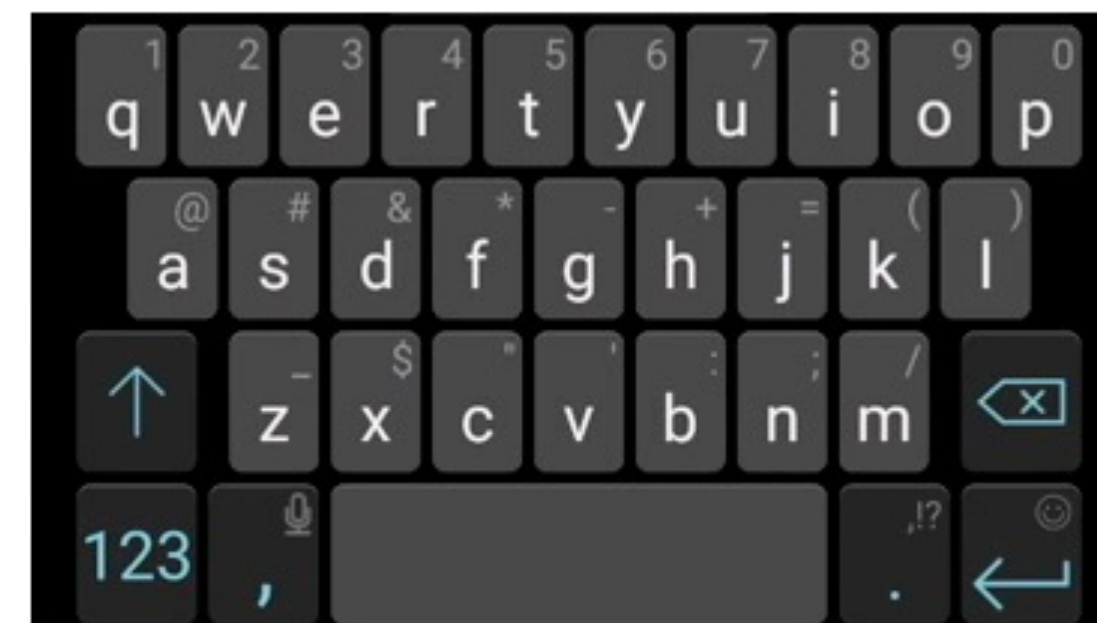 1 2 3 4 5 6 7 8 9 0
q w e r t y u i o p
@ # & * - + = ( )
a s d f g h j k l
_ $ " ' : ; /
z x c v b n m
,!?
123 , .